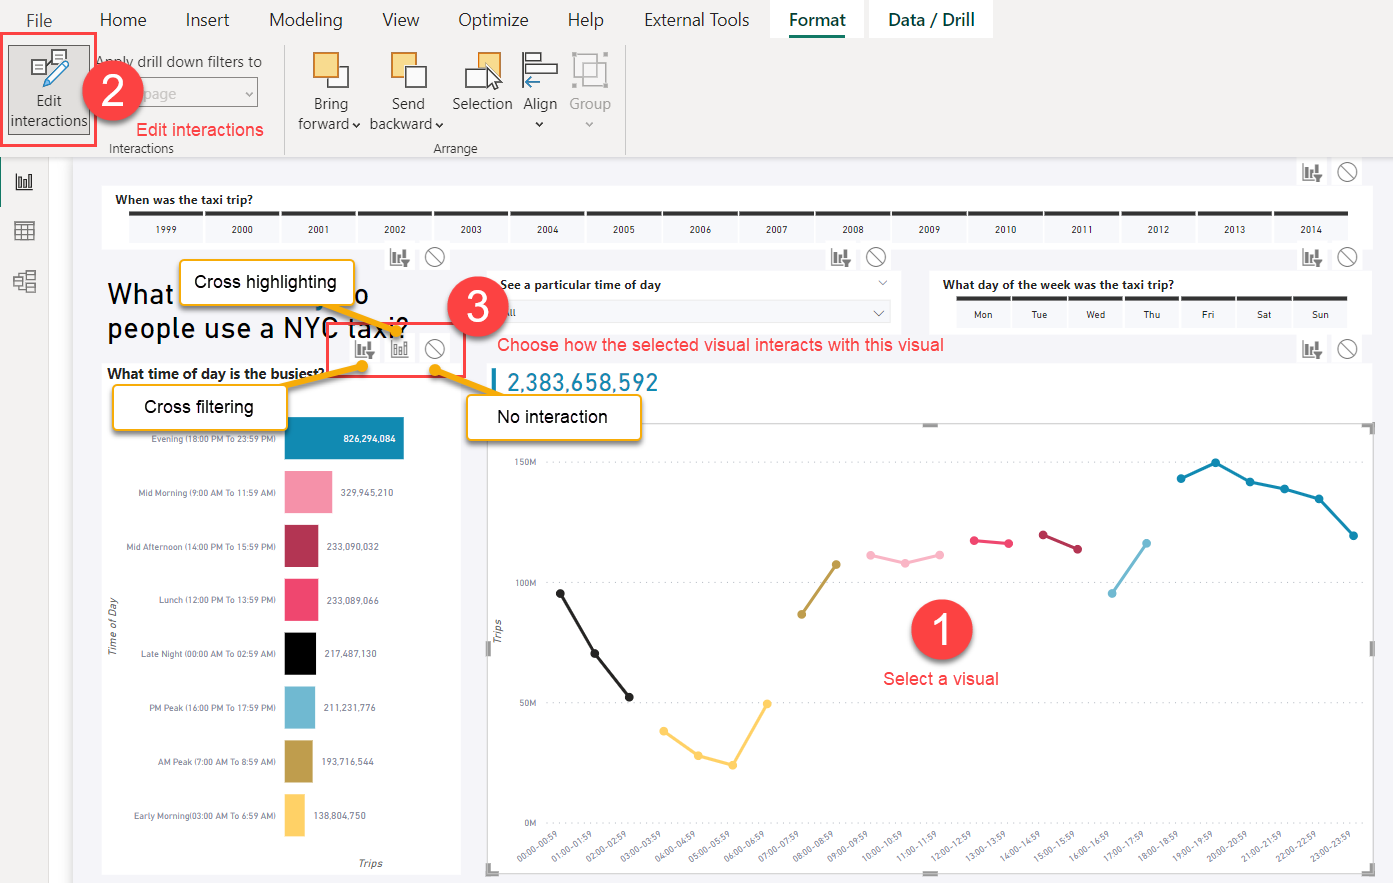 File Home Insert Modeling View Optimize Help External Tools Format Data / Drill
Edit interactions
Apply drill down filters to
page
2
Edit interactions
Interactions
Bring forward
Send backward
Selection
Align
Group
Arrange
When was the taxi trip?
1999 2000 2001 2002 2003 2004 2005 2006 2007 2008 2009 2010 2011 2012 2013 2014
Cross highlighting
What
people use a NYC taxi?
3
See a particular time of day
All
What day of the week was the taxi trip?
Mon Tue Wed Thu Fri Sat Sun
Choose how the selected visual interacts with this visual
What time of day is the busiest?
2,383,658,592
Cross filtering
No interaction
Evening (18:00 PM To 23:59 PM) 826,294,084
Mid Morning (9:00 AM To 11:59 AM) 329,945,210
Mid Afternoon (14:00 PM To 15:59 PM) 233,090,032
Lunch (12:00 PM To 13:59 PM) 233,089,066
Late Night (00:00 AM To 02:59 AM) 217,487,130
PM Peak (16:00 PM To 17:59 PM) 211,231,776
AM Peak (7:00 AM To 8:59 AM) 193,716,544
Early Morning(03:00 AM To 6:59 AM) 138,804,750
Time of Day
Trips
150M
100M
50M
0M
Trips
1
Select a visual
00:00-00:59 01:00-01:59 02:00-02:59 03:00-03:59 04:00-04:59 05:00-05:59 06:00-06:59 07:00-07:59 08:00-08:59 09:00-09:59 10:00-10:59 11:00-11:59 12:00-12:59 13:00-13:59 14:00-14:59 15:00-15:59 16:00-16:59 17:00-17:59 18:00-18:59 19:00-19:59 20:00-20:59 21:00-21:59 22:00-22:59 23:00-23:59